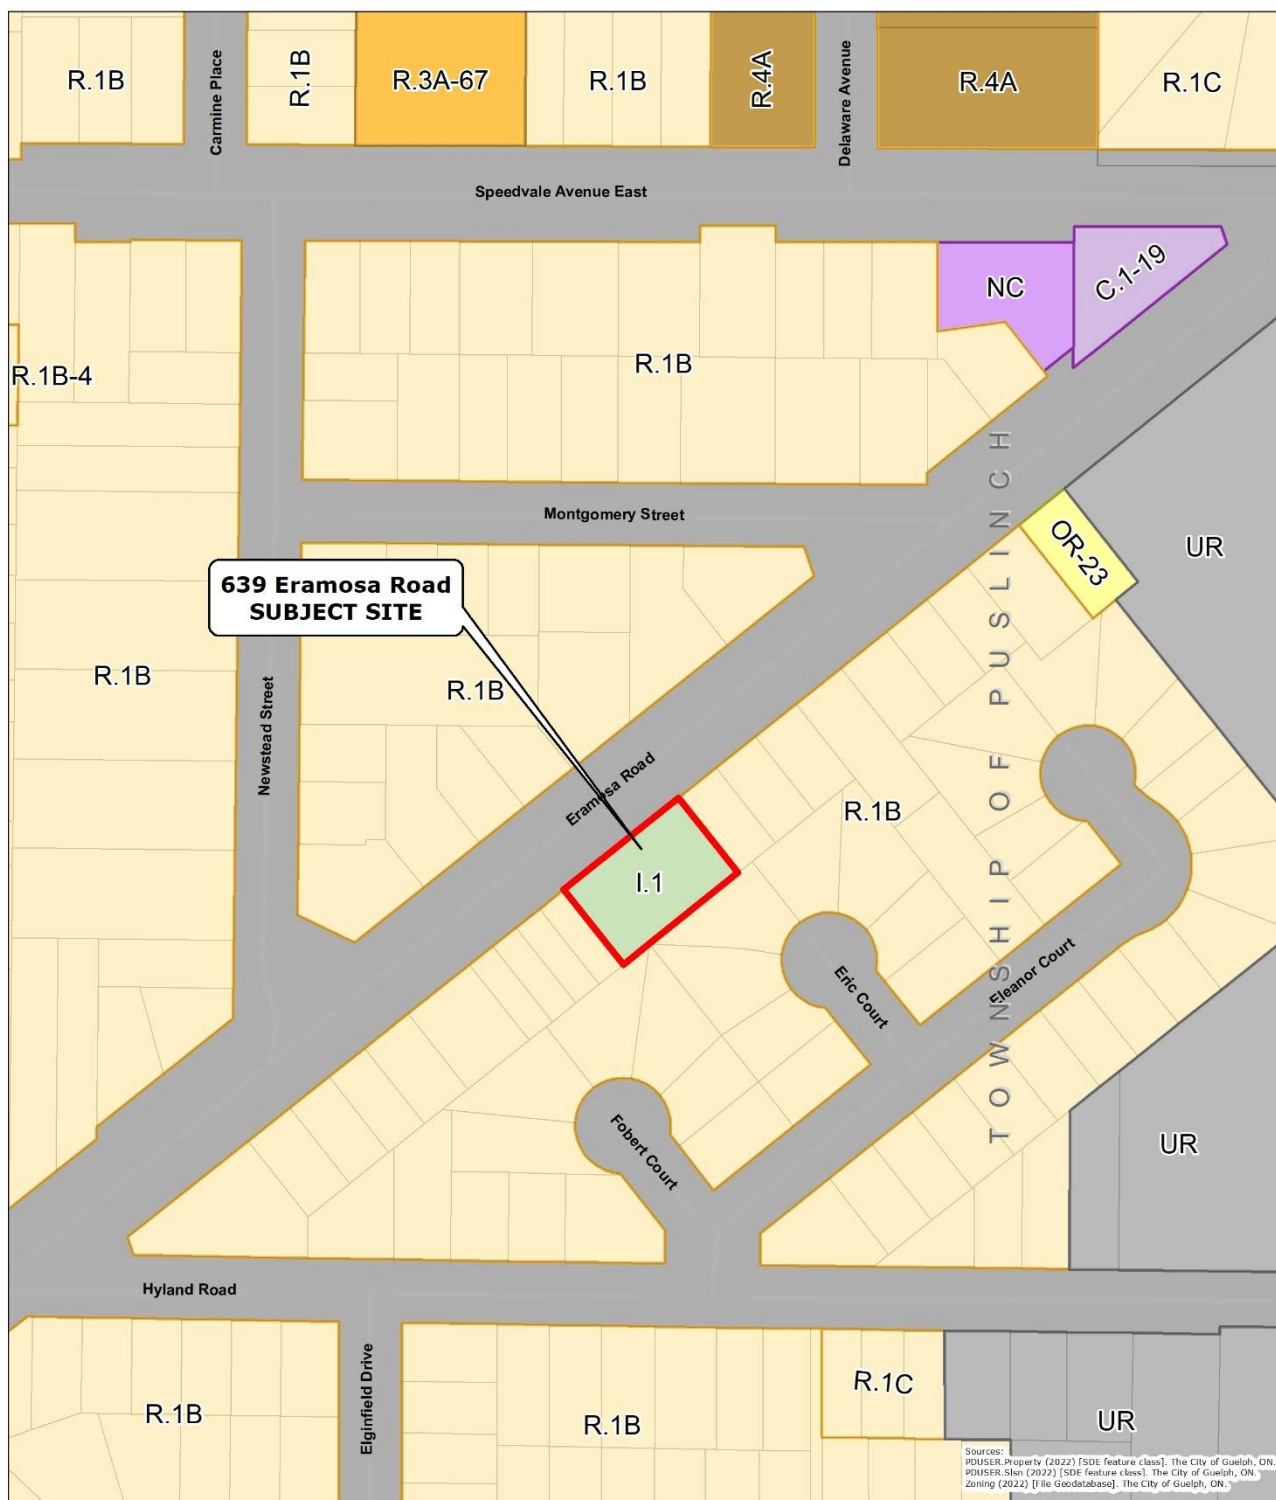 R.1B
Carmine Place
R.1B
R.3A-67
R.1B
R.4A
Delaware Avenue
R.4A
R.1C
Speedvale Avenue East
NC
C.1-19
R.1B-4
R.1B
Montgomery Street
OR-23
UR
639 Eramosa Road
SUBJECT SITE
R.1B
R.1B
Newstead Street
Eramosa Road
I.1
R.1B
TOWNSHIP OF PUSLINCH
Eric Court
Eleanor Court
Fobert Court
UR
Hyland Road
Elginfield Drive
R.1B
R.1B
R.1C
UR
Sources:
PDUSER.Property (2022) [SDE feature class]. The City of Guelph, ON.
PDUSER.Slsn (2022) [SDE feature class]. The City of Guelph, ON.
Zoning (2022) [File Geodatabase]. The City of Guelph, ON.